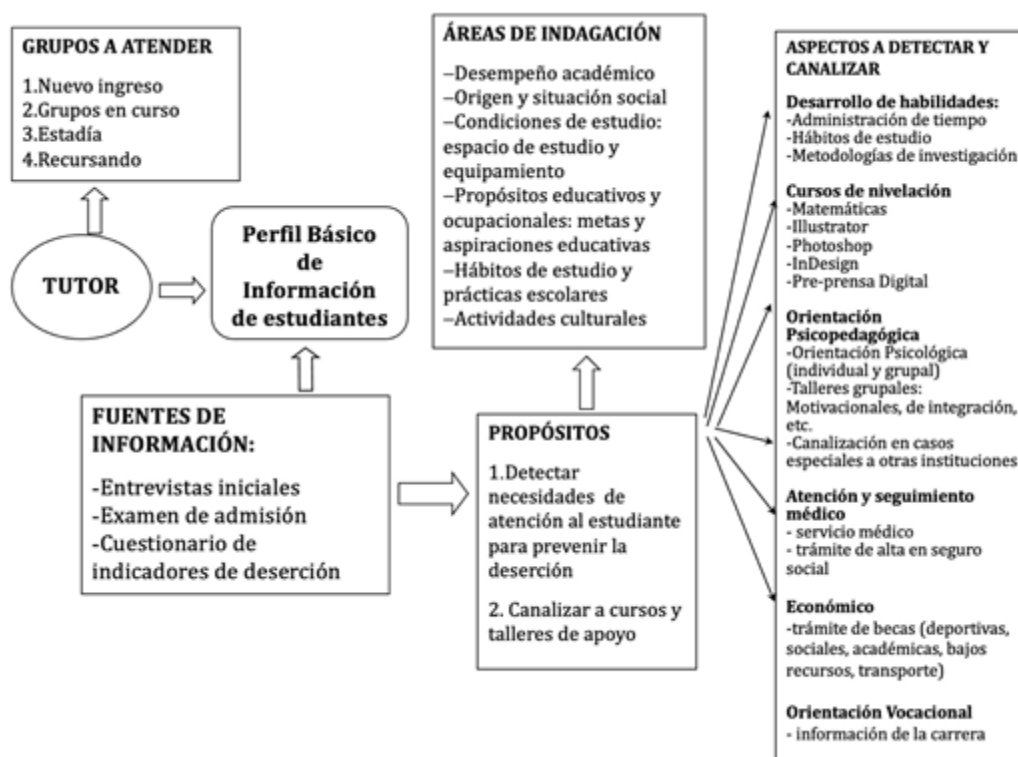 GRUPOS A ATENDER
1.Nuevo ingreso
2.Grupos en curso
3.Estadía
4.Recursando
TUTOR
Perfil Básico
de
Información
de estudiantes
FUENTES DE
INFORMACIÓN:
-Entrevistas iniciales
-Examen de admisión
-Cuestionario de
indicadores de deserción
ÁREAS DE INDAGACIÓN
–Desempeño académico
–Origen y situación social
–Condiciones de estudio:
espacio de estudio y
equipamiento
–Propósitos educativos y
ocupacionales: metas y
aspiraciones educativas
–Hábitos de estudio y
prácticas escolares
–Actividades culturales
PROPÓSITOS
1.Detectar
necesidades de
atención al estudiante
para prevenir la
deserción
2. Canalizar a cursos y
talleres de apoyo
ASPECTOS A DETECTAR Y
CANALIZAR
Desarrollo de habilidades:
-Administración de tiempo
-Hábitos de estudio
-Metodologías de investigación
Cursos de nivelación
-Matemáticas
-Illustrator
-Photoshop
-InDesign
-Pre-prensa Digital
Orientación
Psicopedagógica
-Orientación Psicológica
(individual y grupal)
-Talleres grupales:
Motivacionales, de integración,
etc.
-Canalización en casos
especiales a otras instituciones
Atención y seguimiento
médico
- servicio médico
- trámite de alta en seguro
social
Económico
-trámite de becas (deportivas,
sociales, académicas, bajos
recursos, transporte)
Orientación Vocacional
- información de la carrera